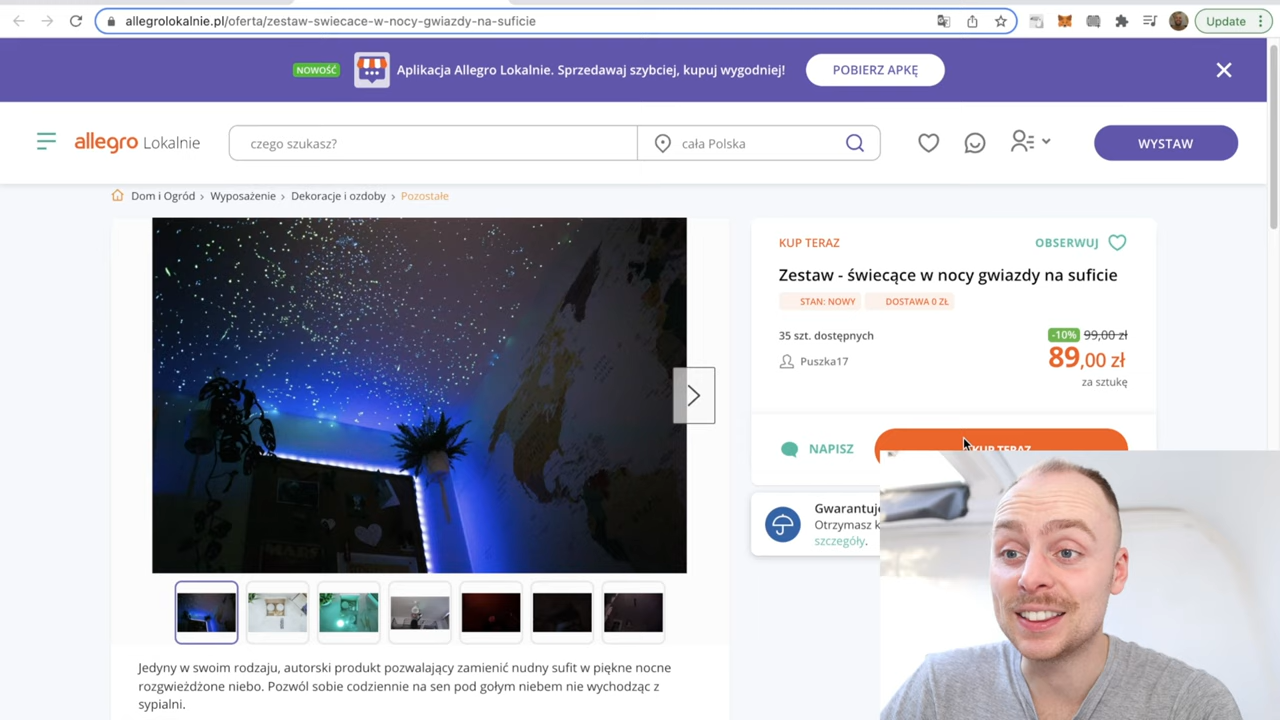 allegrolokalnie.pl/oferta/zestaw-swiecace-w-nocy-gwiazdy-na-suficie
Update
NOWOŚĆ
Aplikacja Allegro Lokalnie. Sprzedawaj szybciej, kupuj wygodniej!
POBIERZ APKĘ
allegro Lokalnie
czego szukasz?
cała Polska
WYSTAW
Dom i Ogród › Wyposażenie › Dekoracje i ozdoby › Pozostałe
KUP TERAZ
OBSERWUJ
Zestaw - świecące w nocy gwiazdy na suficie
STAN: NOWY
DOSTAWA 0 ZŁ
35 szt. dostępnych
-10% 99,00 zł
89,00 zł
Puszka17
za sztukę
NAPISZ
KUP TERAZ
Gwarantuj
Otrzymasz k
szczegóły.
MARS
Jedyny w swoim rodzaju, autorski produkt pozwalający zamienić nudny sufit w piękne nocne
rozgwieżdżone niebo. Pozwól sobie codziennie na sen pod gołym niebem nie wychodząc z
sypialni.